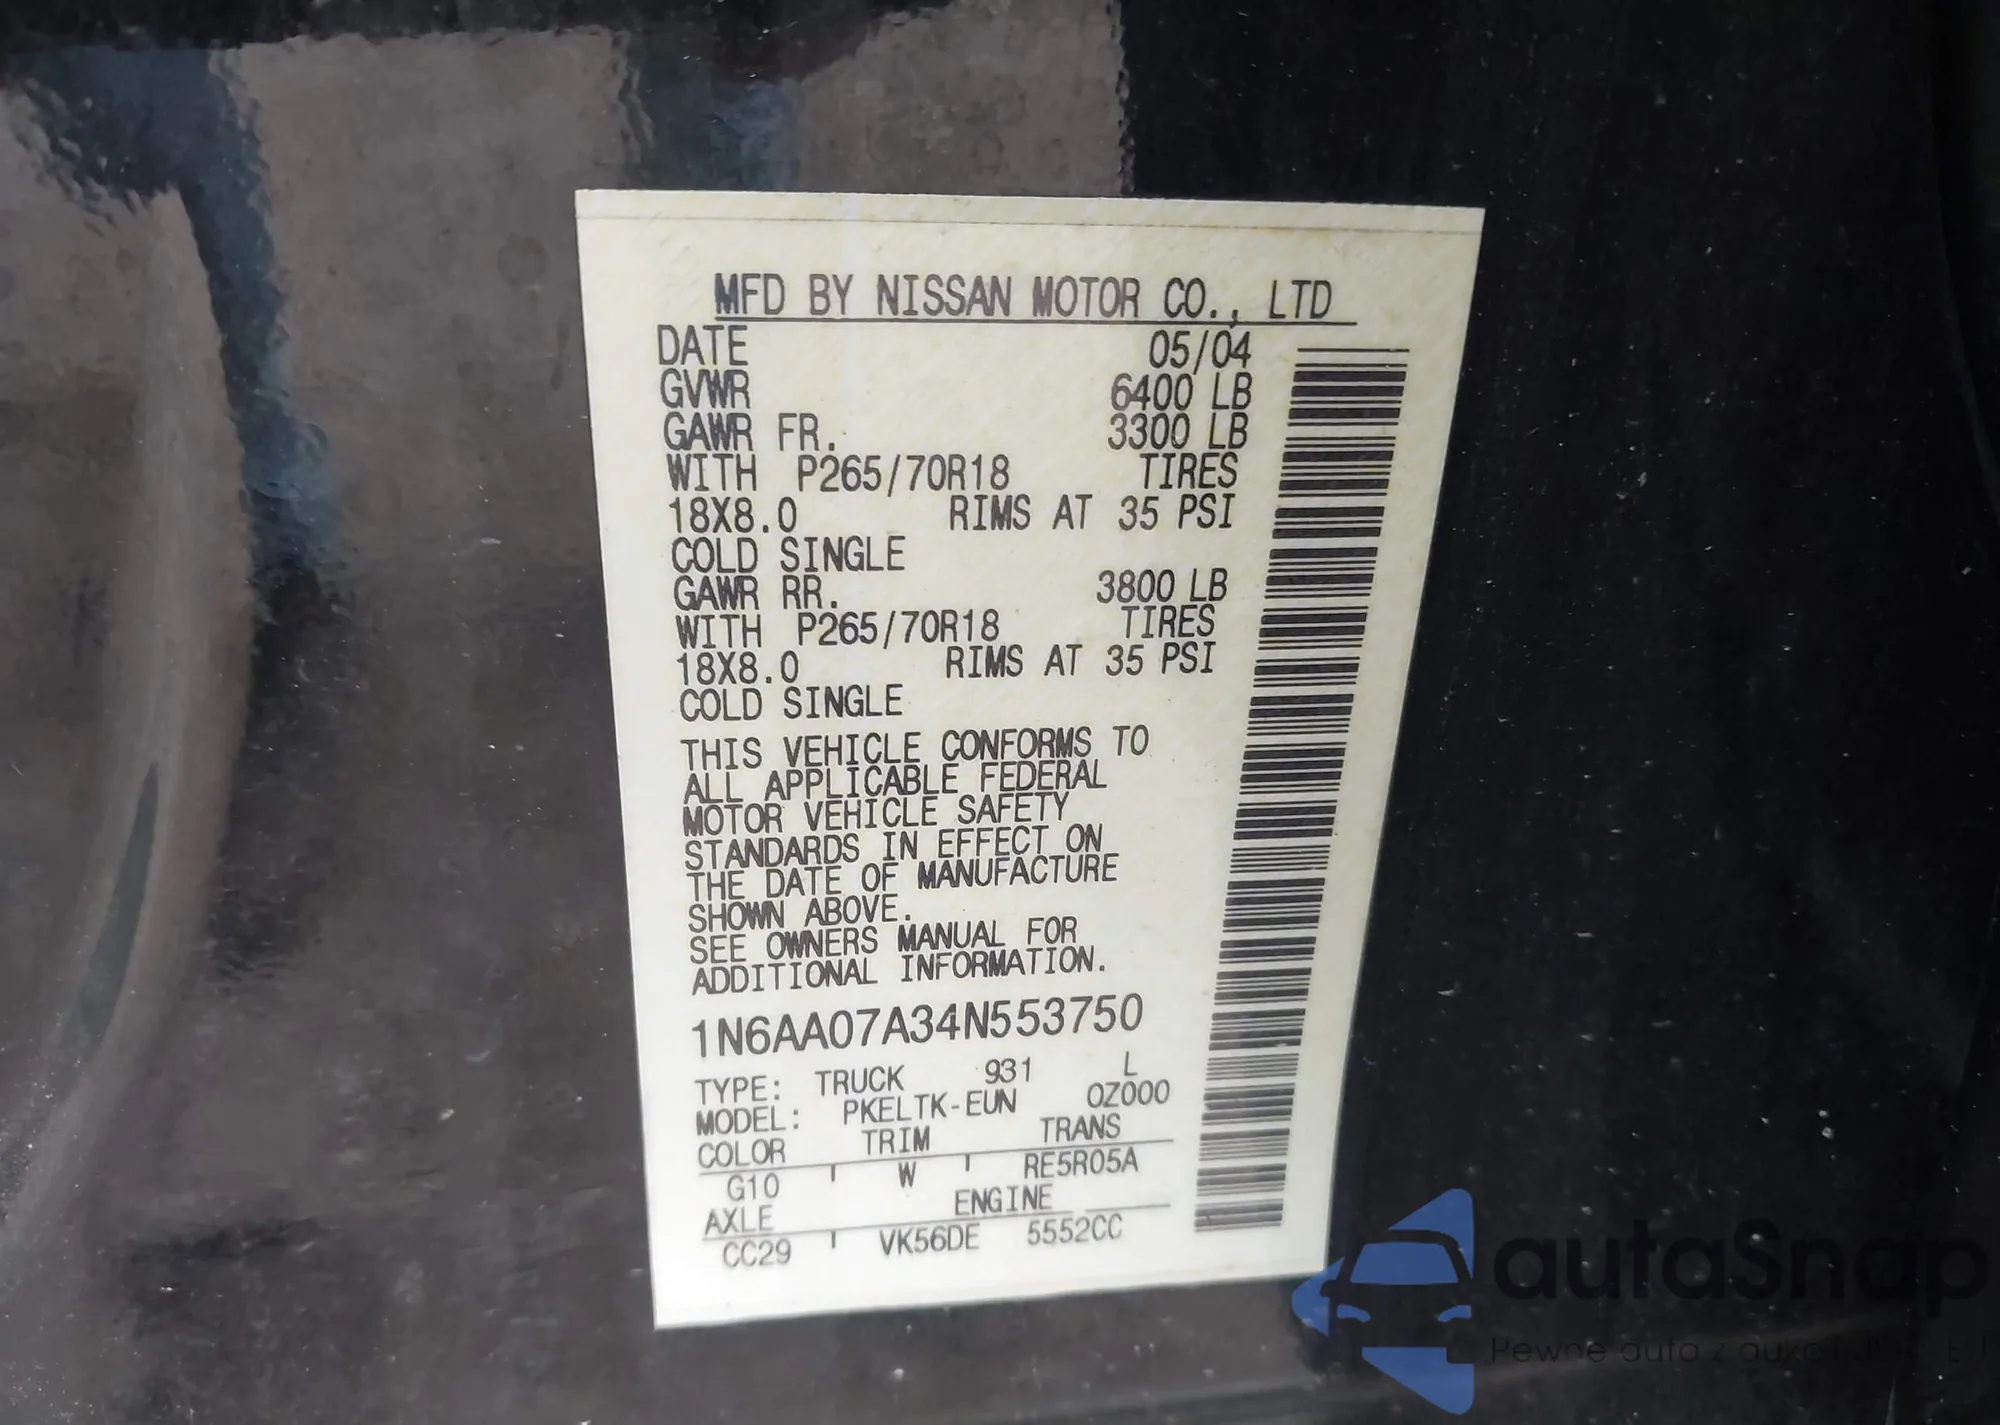 MFD BY NISSAN MOTOR CO., LTD
DATE 05/04
GVWR 6400 LB
GAWR FR. 3300 LB
WITH P265/70R18 TIRES
18X8.0 RIMS AT 35 PSI
COLD SINGLE
GAWR RR. 3800 LB
WITH P265/70R18 TIRES
18X8.0 RIMS AT 35 PSI
COLD SINGLE
THIS VEHICLE CONFORMS TO
ALL APPLICABLE FEDERAL
MOTOR VEHICLE SAFETY
STANDARDS IN EFFECT ON
THE DATE OF MANUFACTURE
SHOWN ABOVE.
SEE OWNERS MANUAL FOR
ADDITIONAL INFORMATION.
1N6AA07A34N553750
TYPE: TRUCK 931 L
MODEL: PKELTK-EUN 0Z000
COLOR TRIM TRANS
G10 W RE5R05A
AXLE ENGINE
CC29 VK56DE 5552CC
autaSnap
Pewne auta z